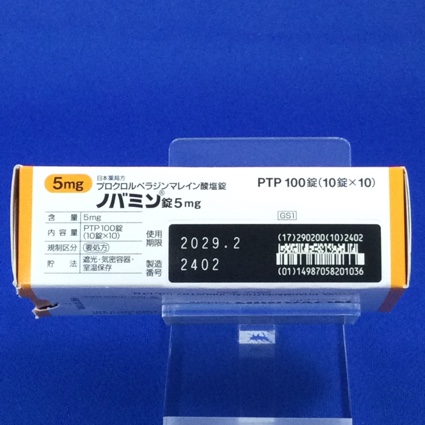 5mg
日本薬局方
プロクロルペラジンマレイン酸塩錠
ノバミン®錠5mg
PTP 100錠(10錠×10)
含量 5mg
内容量 PTP100錠
(10錠×10)
規制区分 要処方
貯法 遮光・気密容器・
室温保存
使用
期限 2029.2
製造
番号 2402
GS1
(17)290200(10)2402
(01)14987058201036